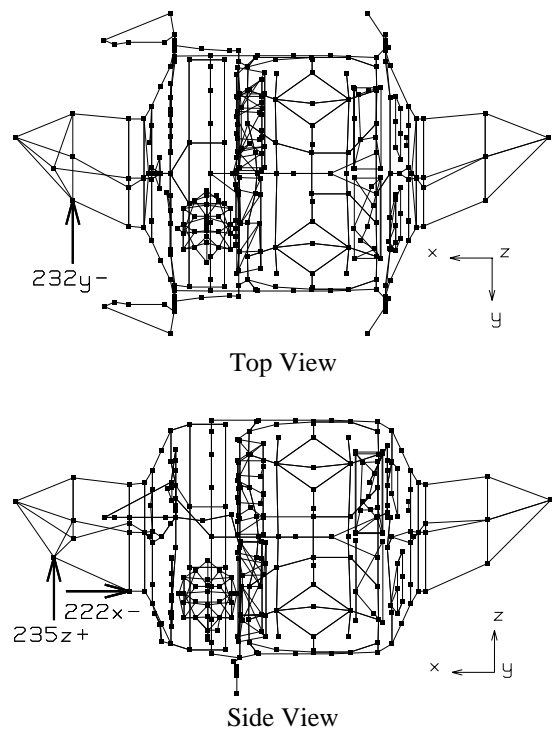 232y-
x
z
y
Top View
222x-
235z+
z
x
y
Side View